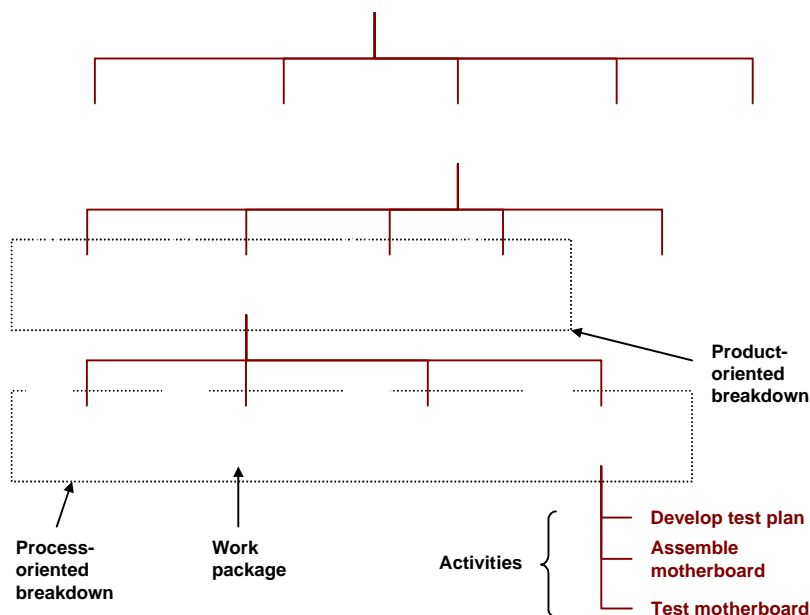 Product-
oriented
breakdown
Process-
oriented
breakdown
Work
package
Activities
Develop test plan
Assemble
motherboard
Test motherboard